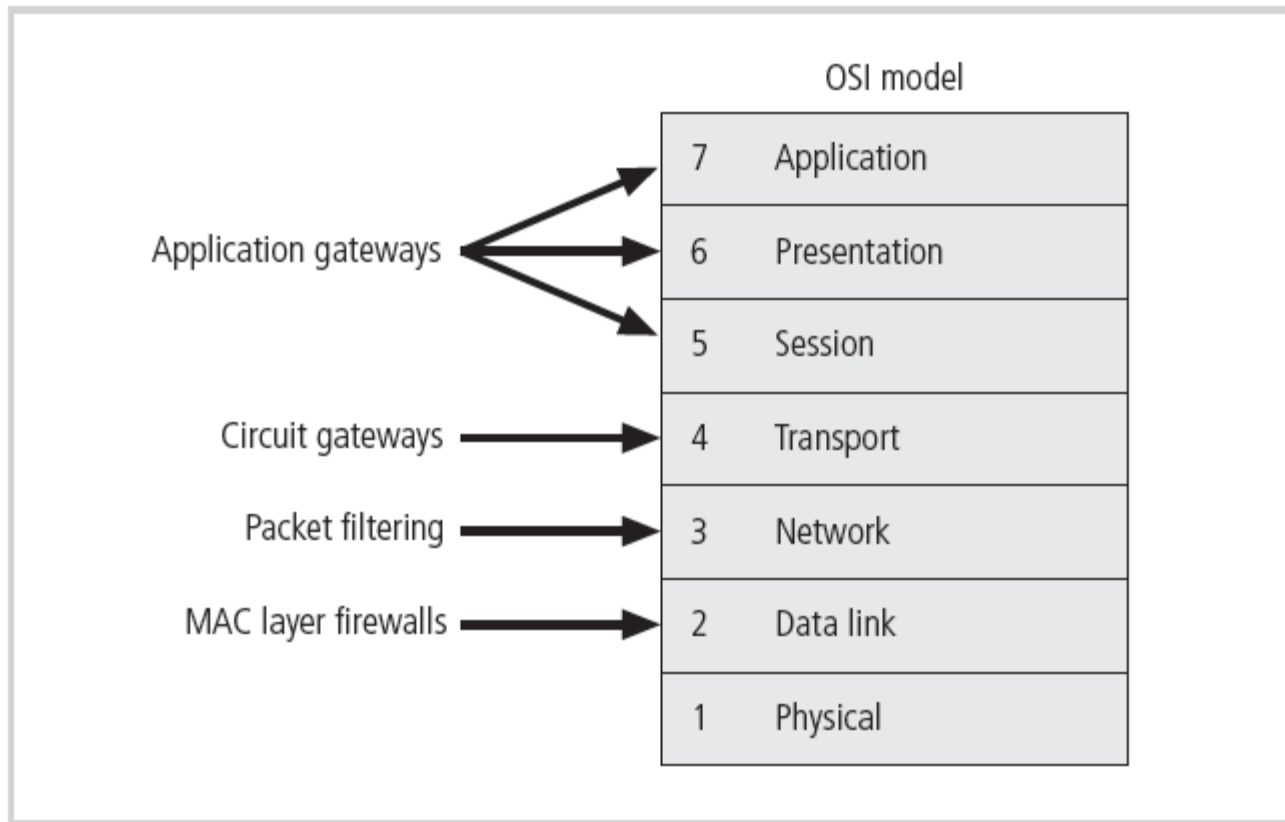 OSI model
7 Application
Application gateways
6 Presentation
5 Session
Circuit gateways
4 Transport
Packet filtering
3 Network
MAC layer firewalls
2 Data link
1 Physical